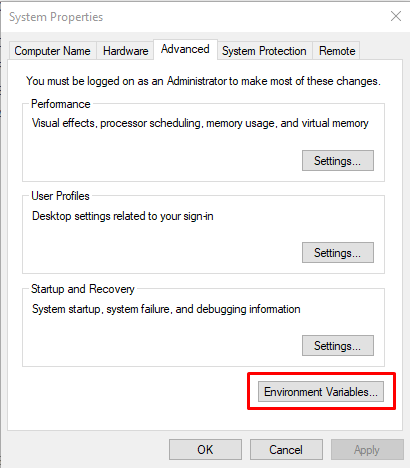 System Properties
Computer Name Hardware Advanced System Protection Remote
You must be logged on as an Administrator to make most of these changes.
Performance
Visual effects, processor scheduling, memory usage, and virtual memory
Settings...
User Profiles
Desktop settings related to your sign-in
Settings...
Startup and Recovery
System startup, system failure, and debugging information
Settings...
Environment Variables...
OK Cancel Apply